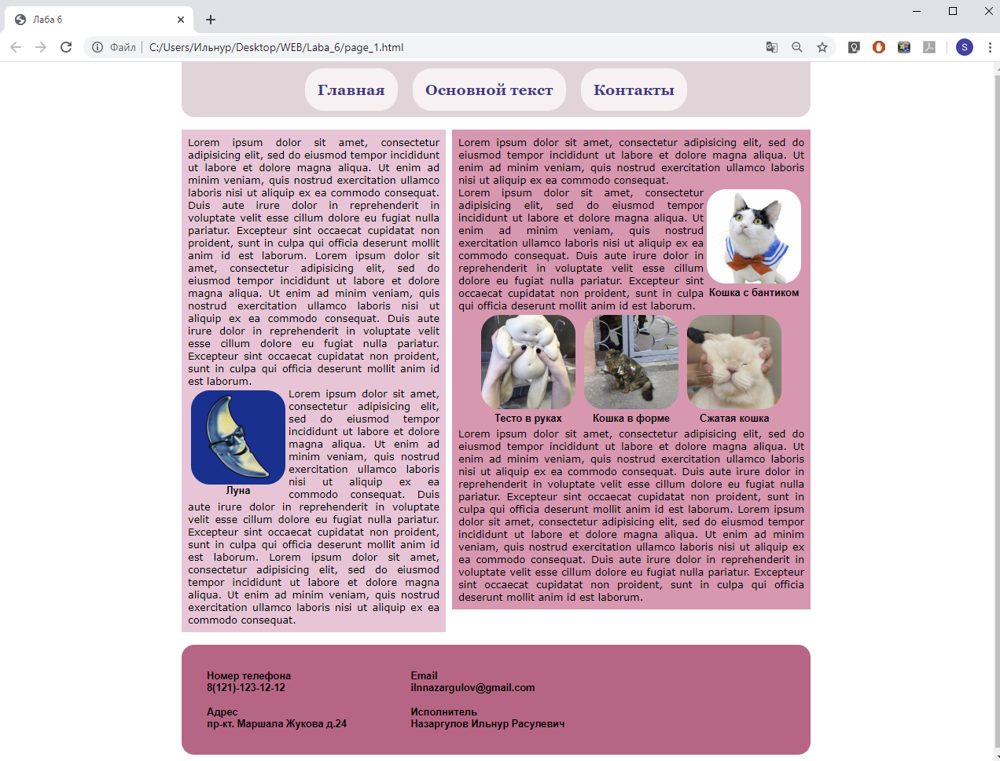 Лаба 6
Файл
C:/Users/Ильнур/Desktop/WEB/Laba_6/page_1.html
S
Главная
Основной текст
Контакты
Lorem ipsum dolor sit amet, consectetur
adipisicing elit, sed do eiusmod tempor incididunt
ut labore et dolore magna aliqua. Ut enim ad
minim veniam, quis nostrud exercitation ullamco
laboris nisi ut aliquip ex ea commodo consequat.
Duis aute irure dolor in reprehenderit in
voluptate velit esse cillum dolore eu fugiat nulla
pariatur. Excepteur sint occaecat cupidatat non
proident, sunt in culpa qui officia deserunt mollit
anim id est laborum. Lorem ipsum dolor sit
amet, consectetur adipisicing elit, sed do
eiusmod tempor incididunt ut labore et dolore
magna aliqua. Ut enim ad minim veniam, quis
nostrud exercitation ullamco laboris nisi ut
aliquip ex ea commodo consequat. Duis aute
irure dolor in reprehenderit in voluptate velit
esse cillum dolore eu fugiat nulla pariatur.
Excepteur sint occaecat cupidatat non proident,
sunt in culpa qui officia deserunt mollit anim id
est laborum.
Lorem ipsum dolor sit amet,
consectetur adipisicing elit,
sed do eiusmod tempor
incididunt ut labore et dolore
magna aliqua. Ut enim ad
minim veniam, quis nostrud
exercitation ullamco laboris
nisi ut aliquip ex ea
commodo consequat. Duis
Луна
aute irure dolor in reprehenderit in voluptate
velit esse cillum dolore eu fugiat nulla pariatur.
Excepteur sint occaecat cupidatat non proident,
sunt in culpa qui officia deserunt mollit anim id
est laborum. Lorem ipsum dolor sit amet,
consectetur adipisicing elit, sed do eiusmod
tempor incididunt ut labore et dolore magna
aliqua. Ut enim ad minim veniam, quis nostrud
exercitation ullamco laboris nisi ut aliquip ex ea
commodo consequat.
Lorem ipsum dolor sit amet, consectetur adipisicing elit, sed do
eiusmod tempor incididunt ut labore et dolore magna aliqua. Ut
enim ad minim veniam, quis nostrud exercitation ullamco laboris
nisi ut aliquip ex ea commodo consequat.
Lorem ipsum dolor sit amet, consectetur
adipisicing elit, sed do eiusmod tempor
incididunt ut labore et dolore magna aliqua. Ut
enim ad minim veniam, quis nostrud
exercitation ullamco laboris nisi ut aliquip ex ea
commodo consequat. Duis aute irure dolor in
reprehenderit in voluptate velit esse cillum
dolore eu fugiat nulla pariatur. Excepteur sint
occaecat cupidatat non proident, sunt in culpa
qui officia deserunt mollit anim id est laborum.
Кошка с бантиком
Тесто в руках
Кошка в форме
Сжатая кошка
Lorem ipsum dolor sit amet, consectetur adipisicing elit, sed do
eiusmod tempor incididunt ut labore et dolore magna aliqua. Ut
enim ad minim veniam, quis nostrud exercitation ullamco laboris
nisi ut aliquip ex ea commodo consequat. Duis aute irure dolor in
reprehenderit in voluptate velit esse cillum dolore eu fugiat nulla
pariatur. Excepteur sint occaecat cupidatat non proident, sunt in
culpa qui officia deserunt mollit anim id est laborum. Lorem ipsum
dolor sit amet, consectetur adipisicing elit, sed do eiusmod tempor
incididunt ut labore et dolore magna aliqua. Ut enim ad minim
veniam, quis nostrud exercitation ullamco laboris nisi ut aliquip ex
ea commodo consequat. Duis aute irure dolor in reprehenderit in
voluptate velit esse cillum dolore eu fugiat nulla pariatur. Excepteur
sint occaecat cupidatat non proident, sunt in culpa qui officia
deserunt mollit anim id est laborum.
Номер телефона
8(121)-123-12-12
Email
ilnnazargulov@gmail.com
Адрес
пр-кт. Маршала Жукова д.24
Исполнитель
Назаргулов Ильнур Расулевич